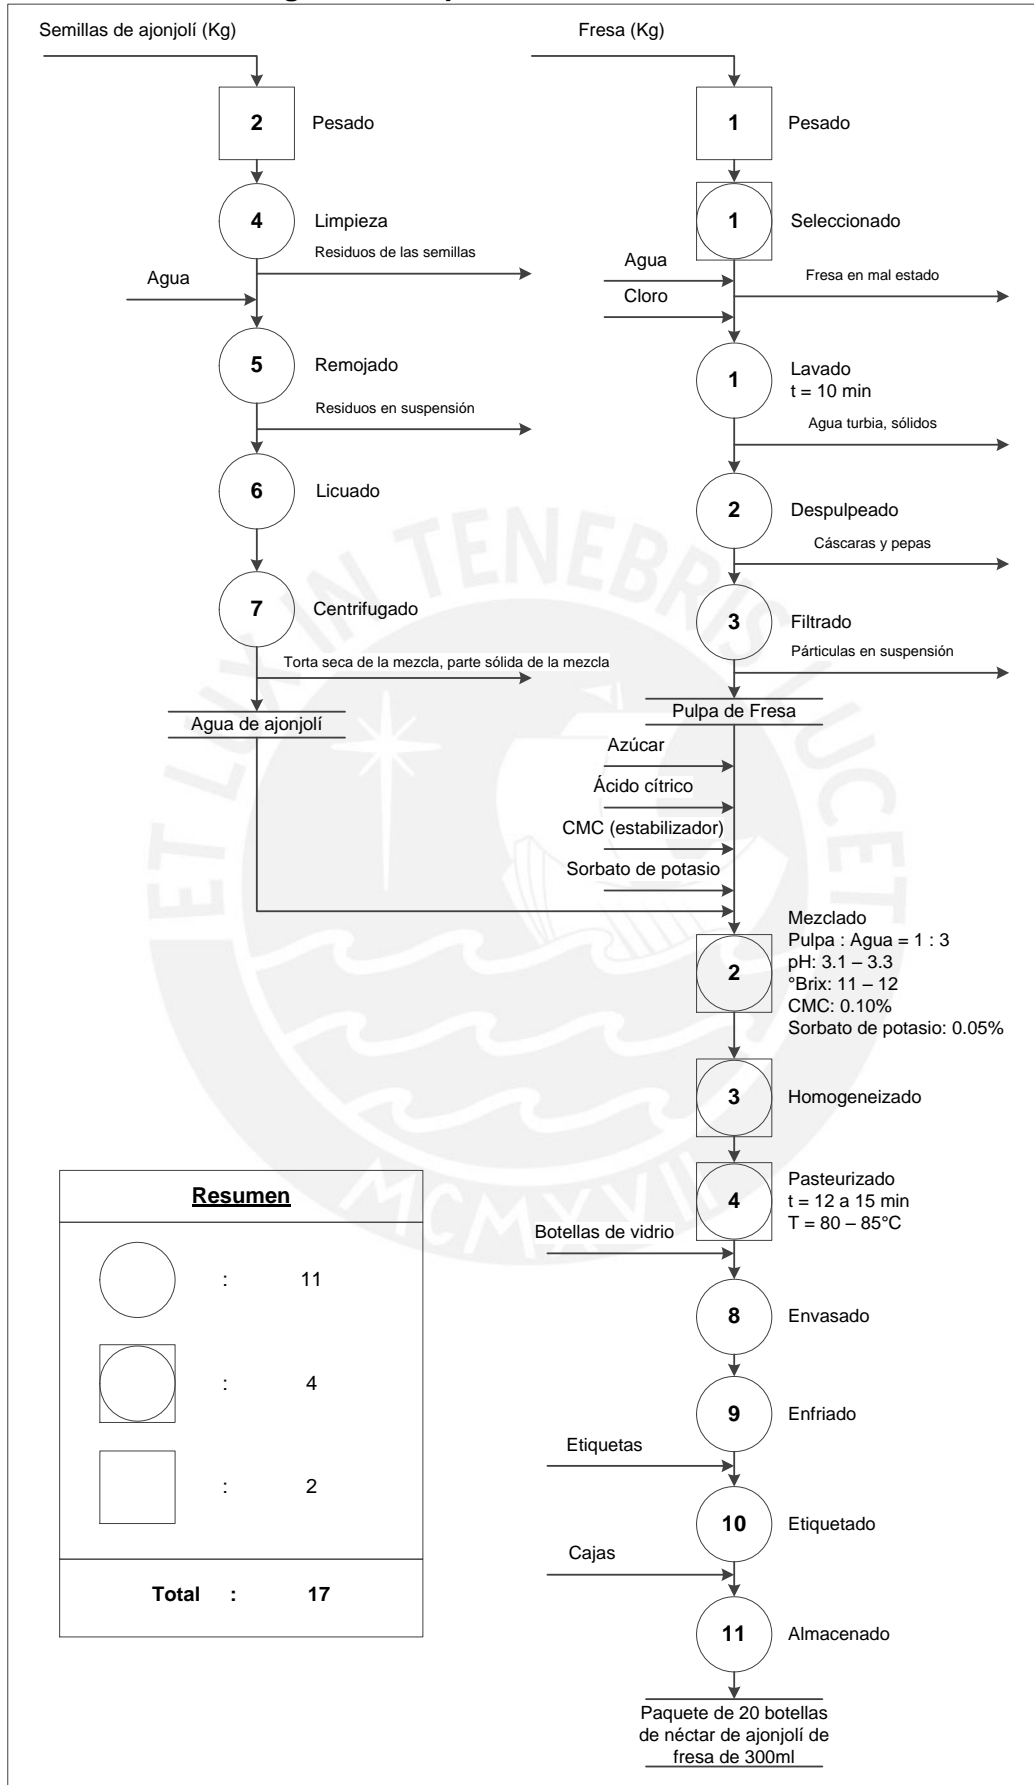 Semillas de ajonjolí (Kg)
2
Pesado
4
Limpieza
Residuos de las semillas
Agua
5
Remojado
Residuos en suspensión
6
Licuado
7
Centrifugado
Torta seca de la mezcla, parte sólida de la mezcla
Agua de ajonjolí
Fresa (Kg)
1
Pesado
1
Seleccionado
Agua
Fresa en mal estado
Cloro
1
Lavado
t = 10 min
Agua turbia, sólidos
2
Despulpeado
Cáscaras y pepas
3
Filtrado
Párticulas en suspensión
Pulpa de Fresa
Azúcar
Ácido cítrico
CMC (estabilizador)
Sorbato de potasio
2
Mezclado
Pulpa : Agua = 1 : 3
pH: 3.1 – 3.3
°Brix: 11 – 12
CMC: 0.10%
Sorbato de potasio: 0.05%
3
Homogeneizado
4
Pasteurizado
t = 12 a 15 min
T = 80 – 85°C
Botellas de vidrio
8
Envasado
9
Enfriado
Etiquetas
10
Etiquetado
Cajas
11
Almacenado
Paquete de 20 botellas
de néctar de ajonjolí de
fresa de 300ml
Resumen
: 11
: 4
: 2
Total : 17
ET LUX IN TENEBRIS LUCET
MCMXVII